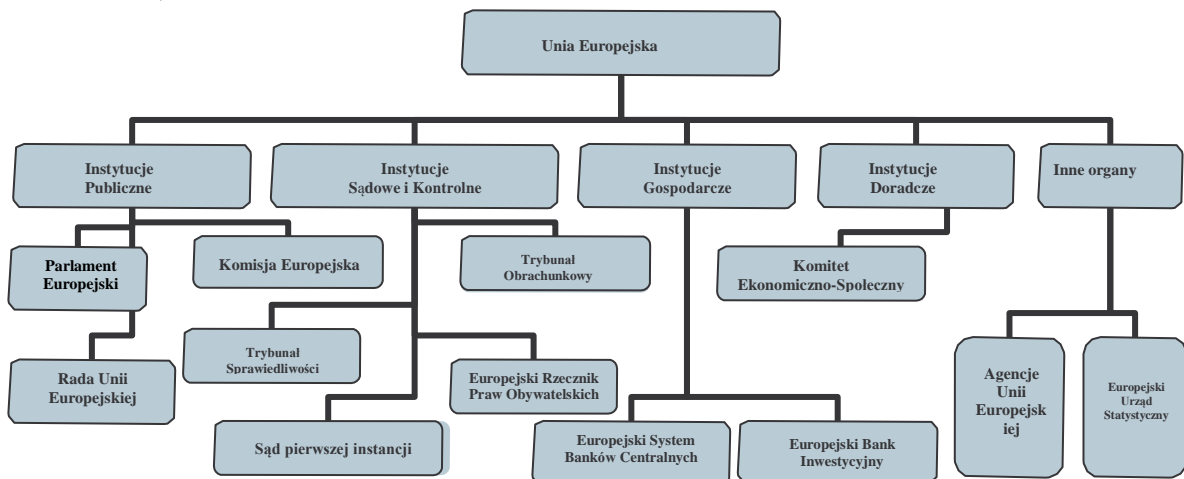 Unia Europejska
Instytucje
Publiczne
Instytucje
Sądowe i Kontrolne
Instytucje
Gospodarcze
Instytucje
Doradcze
Inne organy
Parlament
Europejski
Komisja Europejska
Trybunał
Obrachunkowy
Komitet
Ekonomiczno-Społeczny
Rada Unii
Europejskiej
Trybunał
Sprawiedliwości
Europejski Rzecznik
Praw Obywatelskich
Agencje
Unii
Europejsk
iej
Europejski
Urząd
Statystyczny
Sąd pierwszej instancji
Europejski System
Banków Centralnych
Europejski Bank
Inwestycyjny